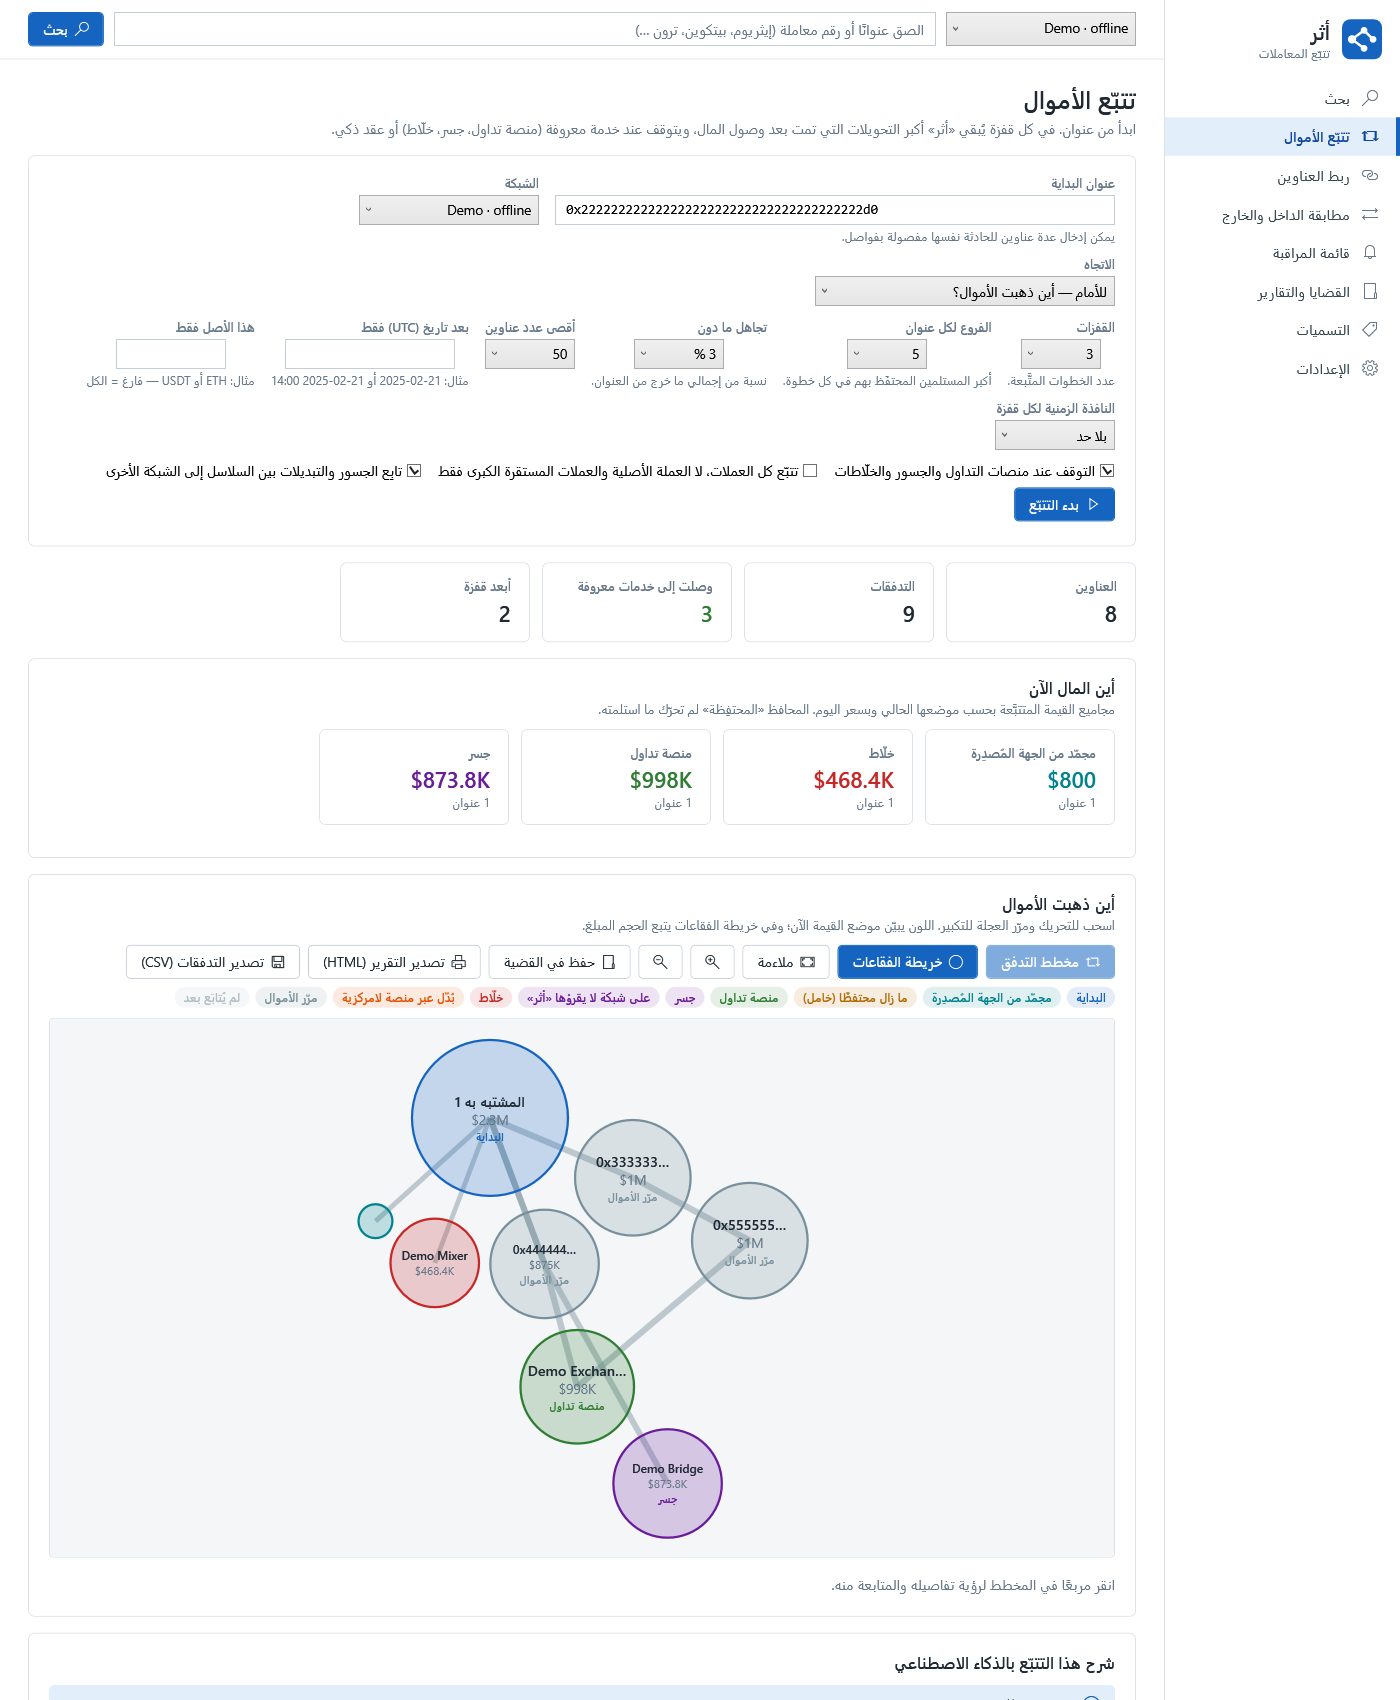 أثر
تتبّع المعاملات
بحث
تتبّع الأموال
ربط العناوين
مطابقة الداخل والخارج
قائمة المراقبة
القضايا والتقارير
التسميات
الإعدادات
Demo · offline
الصق عنوانًا أو رقم معاملة (إيثريوم، بيتكوين، ترون ...)
بحث
تتبّع الأموال
ابدأ من عنوان. في كل قفزة يُبقي «أثر» أكبر التحويلات التي تمت بعد وصول المال، ويتوقف عند خدمة معروفة (منصة تداول، جسر، خلّاط) أو عقد ذكي.
عنوان البداية
الشبكة
0x22222222222222222222222222222222222222d0
Demo · offline
يمكن إدخال عدة عناوين للحادثة نفسها مفصولة بفواصل.
الاتجاه
للأمام — أين ذهبت الأموال؟
القفزات
الفروع لكل عنوان
تجاهل ما دون
أقصى عدد عناوين
بعد تاريخ (UTC) فقط
هذا الأصل فقط
3
5
3 %
50
عدد الخطوات المتَّبعة.
أكبر المستلمين المحتفَظ بهم في كل خطوة.
نسبة من إجمالي ما خرج من العنوان.
مثال: 21-02-2025 أو 21-02-2025 14:00
مثال: ETH أو USDT — فارغ = الكل
النافذة الزمنية لكل قفزة
بلا حد
التوقف عند منصات التداول والجسور والخلّاطات
تتبّع كل العملات، لا العملة الأصلية والعملات المستقرة الكبرى فقط
تابع الجسور والتبديلات بين السلاسل إلى الشبكة الأخرى
بدء التتبّع
العناوين
8
التدفقات
9
وصلت إلى خدمات معروفة
3
أبعد قفزة
2
أين المال الآن
مجاميع القيمة المتتبَّعة بحسب موضعها الحالي وبسعر اليوم. المحافظ «المحتفِظة» لم تحرّك ما استلمته.
مجمّد من الجهة المُصدِرة
$800
1 عنوان
خلّاط
$468.4K
1 عنوان
منصة تداول
$998K
1 عنوان
جسر
$873.8K
1 عنوان
أين ذهبت الأموال
اسحب للتحريك ومرّر العجلة للتكبير. اللون يبيّن موضع القيمة الآن؛ وفي خريطة الفقاعات يتبع الحجم المبلغ.
مخطط التدفق
خريطة الفقاعات
ملاءمة
حفظ في القضية
تصدير التقرير (HTML)
تصدير التدفقات (CSV)
البداية
مجمّد من الجهة المُصدِرة
ما زال محتفظًا (خامل)
منصة تداول
جسر
على شبكة لا يقرؤها «أثر»
خلّاط
بُدّل عبر منصة لامركزية
مرّر الأموال
لم يُتابَع بعد
المشتبه به 1
$2.3M
البداية
0x333333...
$1M
مرّر الأموال
0x555555...
$1M
مرّر الأموال
Demo Mixer
$468.4K
0x444444...
$875K
مرّر الأموال
Demo Exchan...
$998K
منصة تداول
Demo Bridge
$873.8K
جسر
انقر مربعًا في المخطط لرؤية تفاصيله والمتابعة منه.
شرح هذا التتبّع بالذكاء الاصطناعي